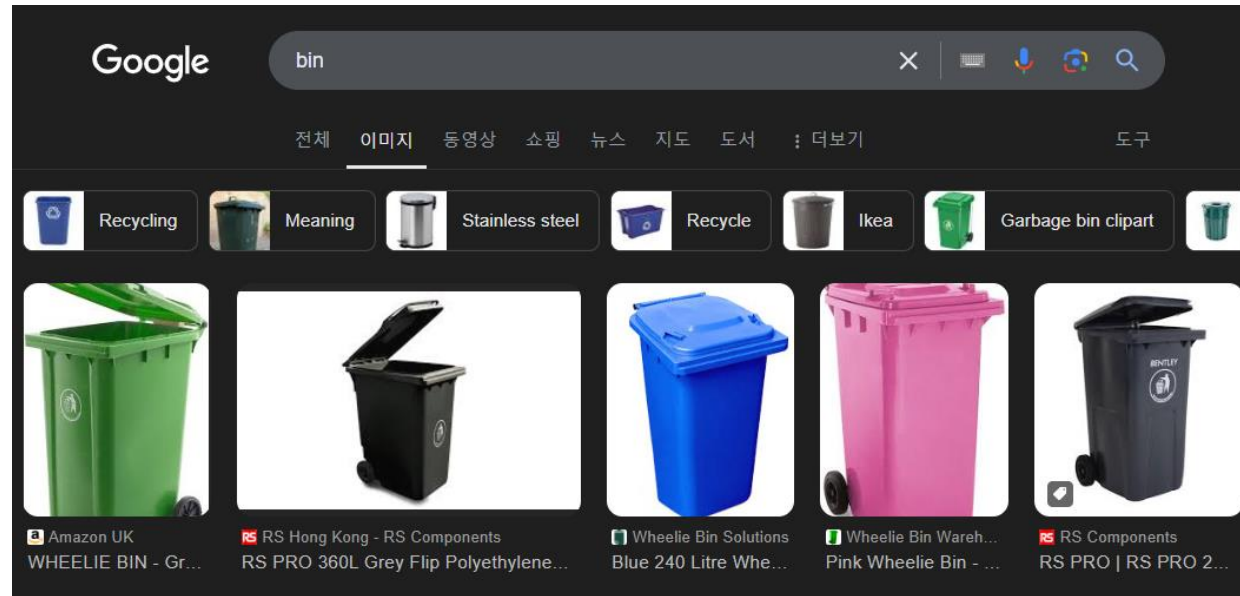 Google bin
전체 이미지 동영상 쇼핑 뉴스 지도 도서 더보기 도구
Recycling Meaning Stainless steel Recycle Ikea Garbage bin clipart
BENTLEY
Amazon UK RS Hong Kong - RS Components Wheelie Bin Solutions Wheelie Bin Wareh... RS Components
WHEELIE BIN - Gr... RS PRO 360L Grey Flip Polyethylene... Blue 240 Litre Whe... Pink Wheelie Bin - ... RS PRO | RS PRO 2...